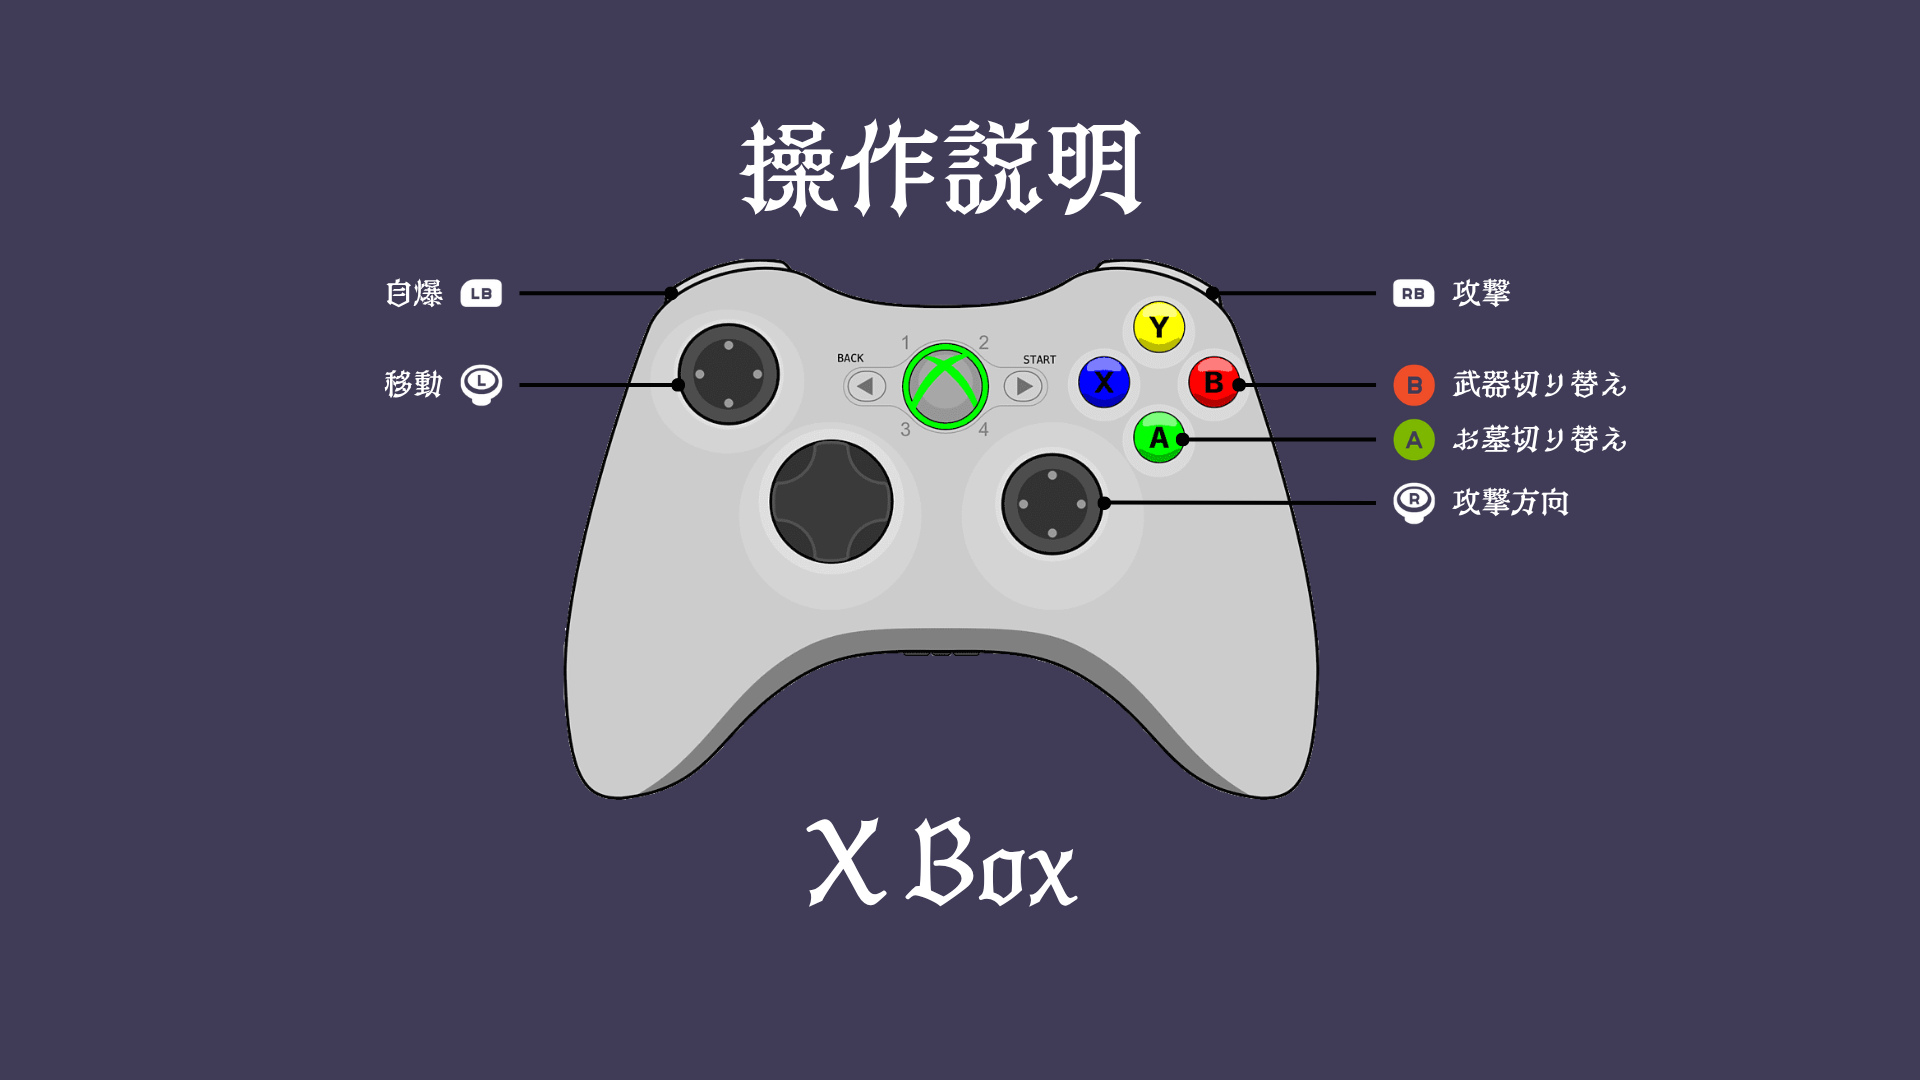 操作説明
自爆 LB
RB 攻撃
移動 L
BACK
START
1
2
3
4
Y
X
B
A
B 武器切り替え
A お墓切り替え
R 攻撃方向
X Box